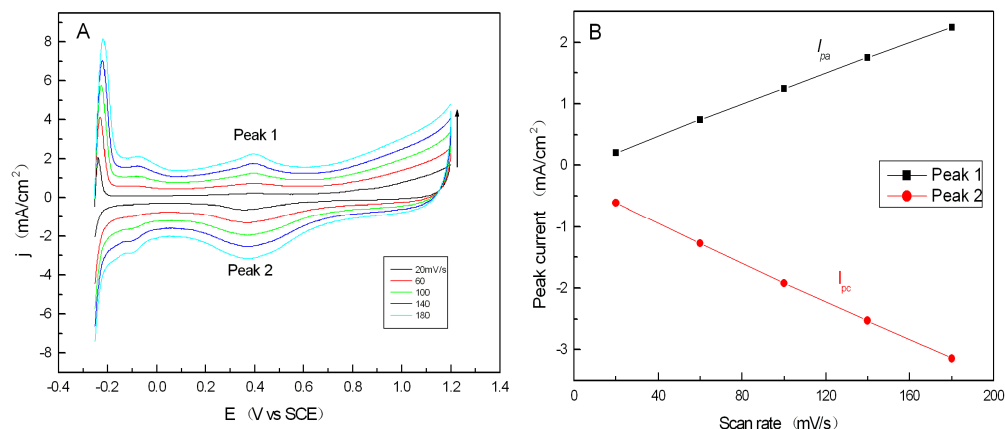 A
j （mA/cm²）
8
6
4
2
0
-2
-4
-6
-8
Peak 1
Peak 2
20mV/s
60
100
140
180
-0.4 -0.2 0.0 0.2 0.4 0.6 0.8 1.0 1.2 1.4
E （V vs SCE）
B
Peak current （mA/cm²）
2
1
0
-1
-2
-3
Ipa
Peak 1
Peak 2
Ipc
0 40 80 120 160 200
Scan rate （mV/s）